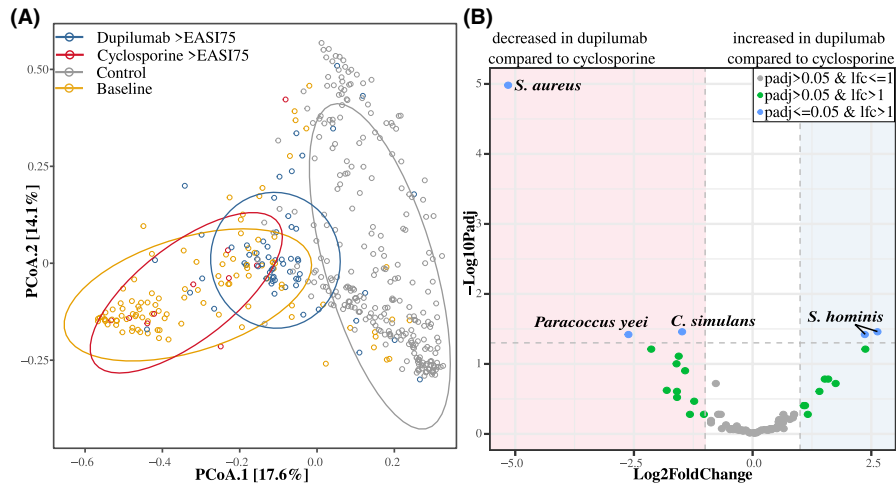 (A)
Dupilumab >EASI75
Cyclosporine >EASI75
Control
Baseline
0.50
0.25
0
−0.25
PCoA.2 [14.1%]
−0.6
−0.4
−0.2
0.0
0.2
PCoA.1 [17.6%]
(B)
decreased in dupilumab
compared to cyclosporine
increased in dupilumab
compared to cyclosporine
padj>0.05 & lfc<=1
padj>0.05 & lfc>1
padj<=0.05 & lfc>1
S. aureus
Paracoccus yeei
C. simulans
S. hominis
5
4
3
2
1
0
−Log10Padj
−5.0
−2.5
0.0
2.5
Log2FoldChange